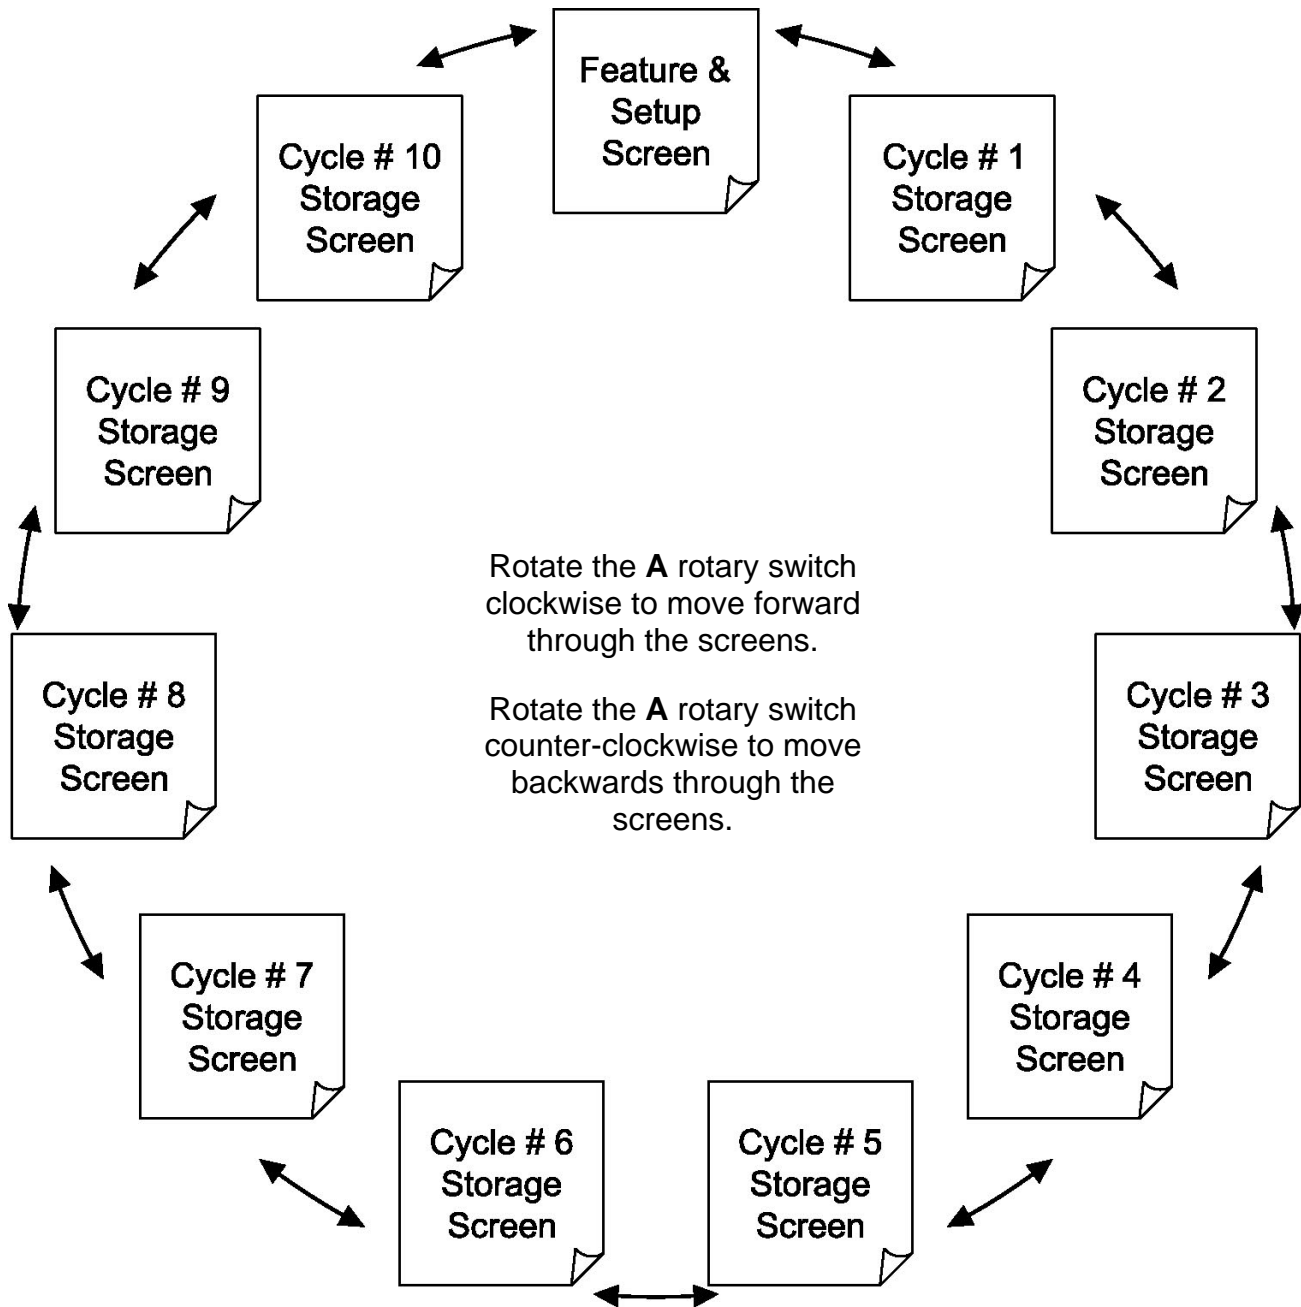 Feature &
Setup
Screen
Cycle # 1
Storage
Screen
Cycle # 2
Storage
Screen
Cycle # 3
Storage
Screen
Cycle # 4
Storage
Screen
Cycle # 5
Storage
Screen
Cycle # 6
Storage
Screen
Cycle # 7
Storage
Screen
Cycle # 8
Storage
Screen
Cycle # 9
Storage
Screen
Cycle # 10
Storage
Screen
Rotate the A rotary switch
clockwise to move forward
through the screens.
Rotate the A rotary switch
counter-clockwise to move
backwards through the
screens.